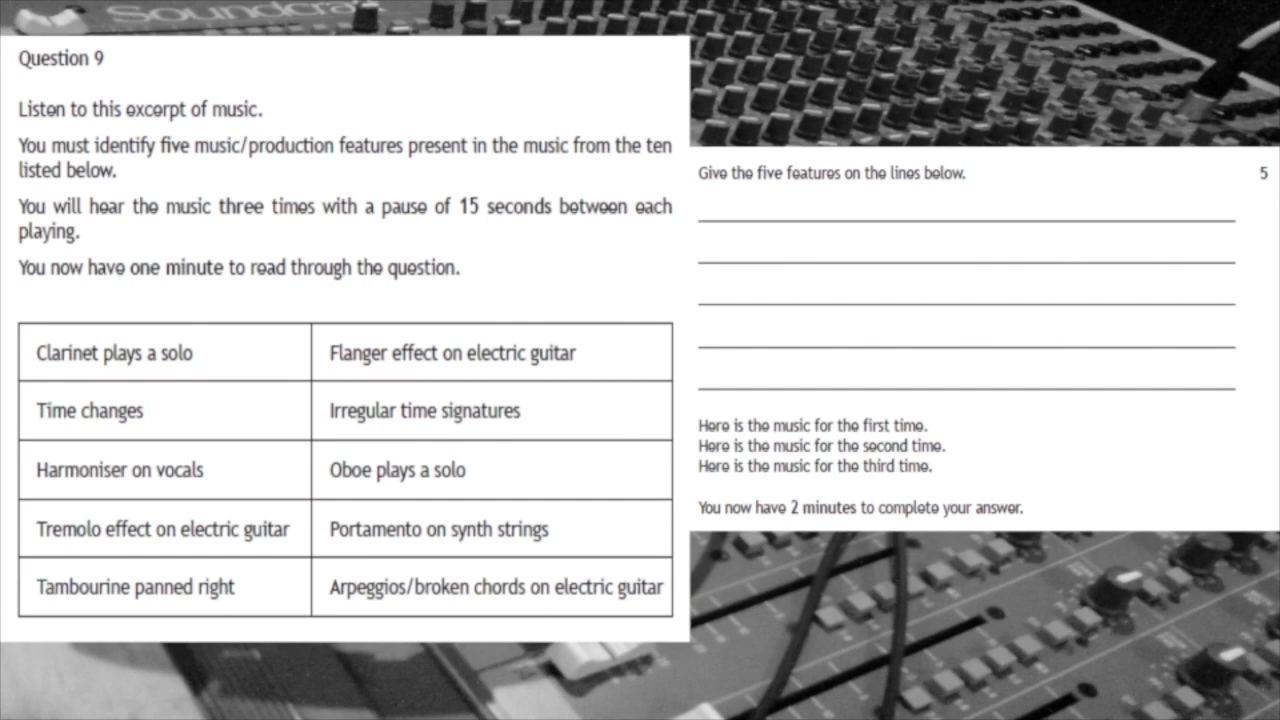 Soundcraft
Question 9
Listen to this excerpt of music.
You must identify five music/production features present in the music from the ten
listed below.
You will hear the music three times with a pause of 15 seconds between each
playing.
You now have one minute to read through the question.
Clarinet plays a solo
Flanger effect on electric guitar
Time changes
Irregular time signatures
Harmoniser on vocals
Oboe plays a solo
Tremolo effect on electric guitar
Portamento on synth strings
Tambourine panned right
Arpeggios/broken chords on electric guitar
Give the five features on the lines below.
5
Here is the music for the first time.
Here is the music for the second time.
Here is the music for the third time.
You now have 2 minutes to complete your answer.